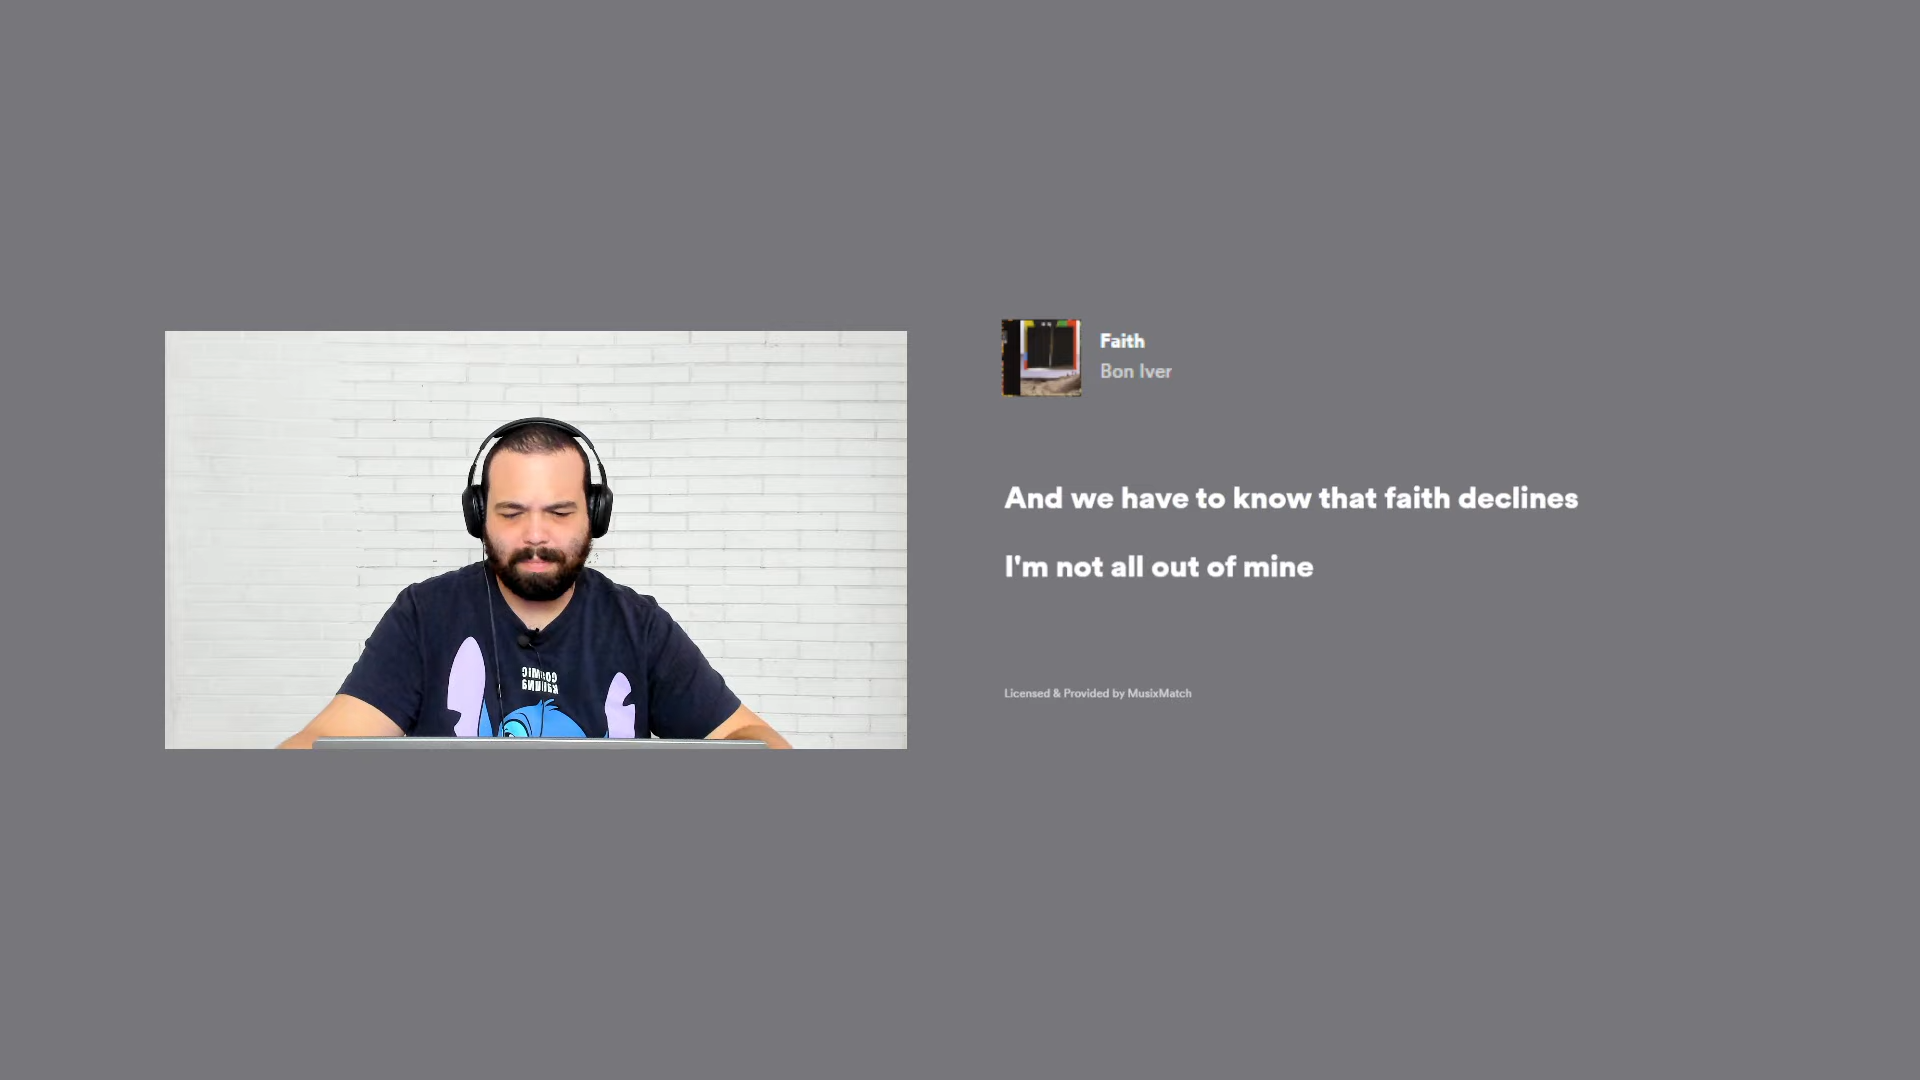 Faith
Bon Iver
And we have to know that faith declines
I'm not all out of mine
Licensed & Provided by MusixMatch
COSMIC